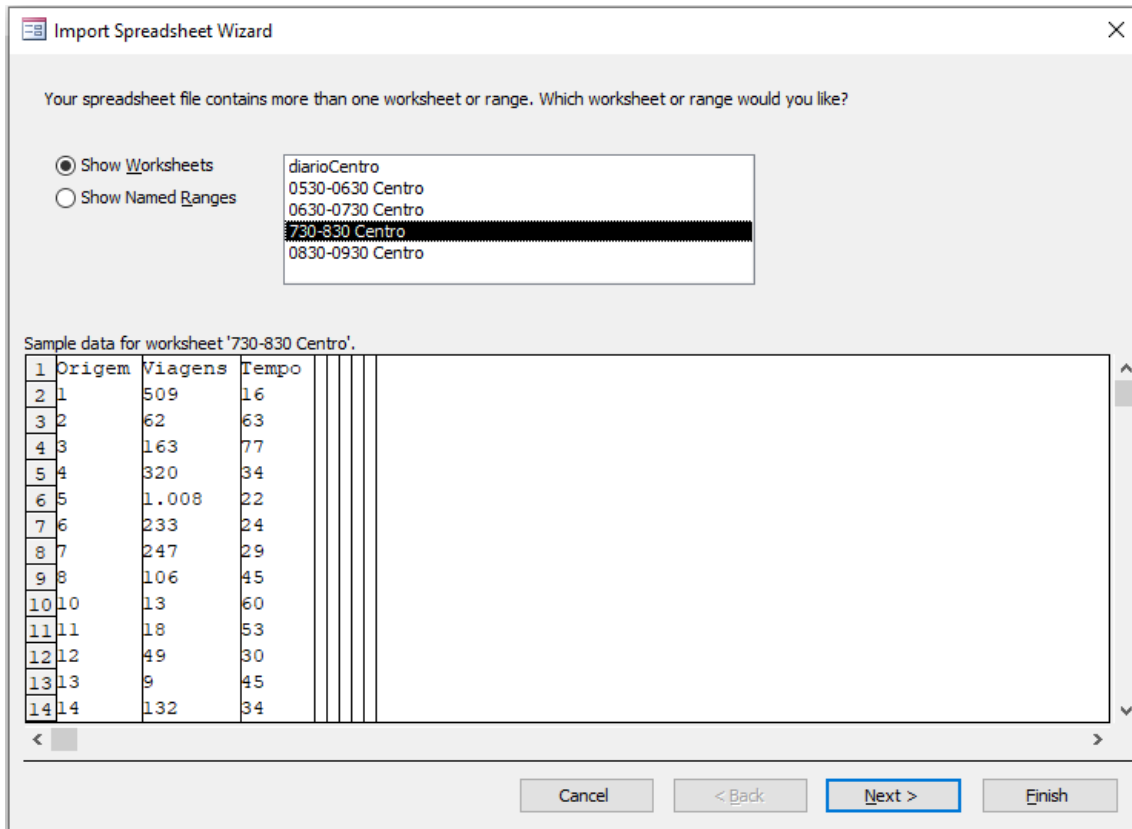 Import Spreadsheet Wizard
Your spreadsheet file contains more than one worksheet or range. Which worksheet or range would you like?
Show Worksheets
Show Named Ranges
diarioCentro
0530-0630 Centro
0630-0730 Centro
730-830 Centro
0830-0930 Centro
Sample data for worksheet '730-830 Centro'.
1 Origem Viagens Tempo
2 1 509 16
3 2 62 63
4 3 163 77
5 4 320 34
6 5 1.008 22
7 6 233 24
8 7 247 29
9 8 106 45
10 10 13 60
11 11 18 53
12 12 49 30
13 13 9 45
14 14 132 34
Cancel < Back Next > Finish